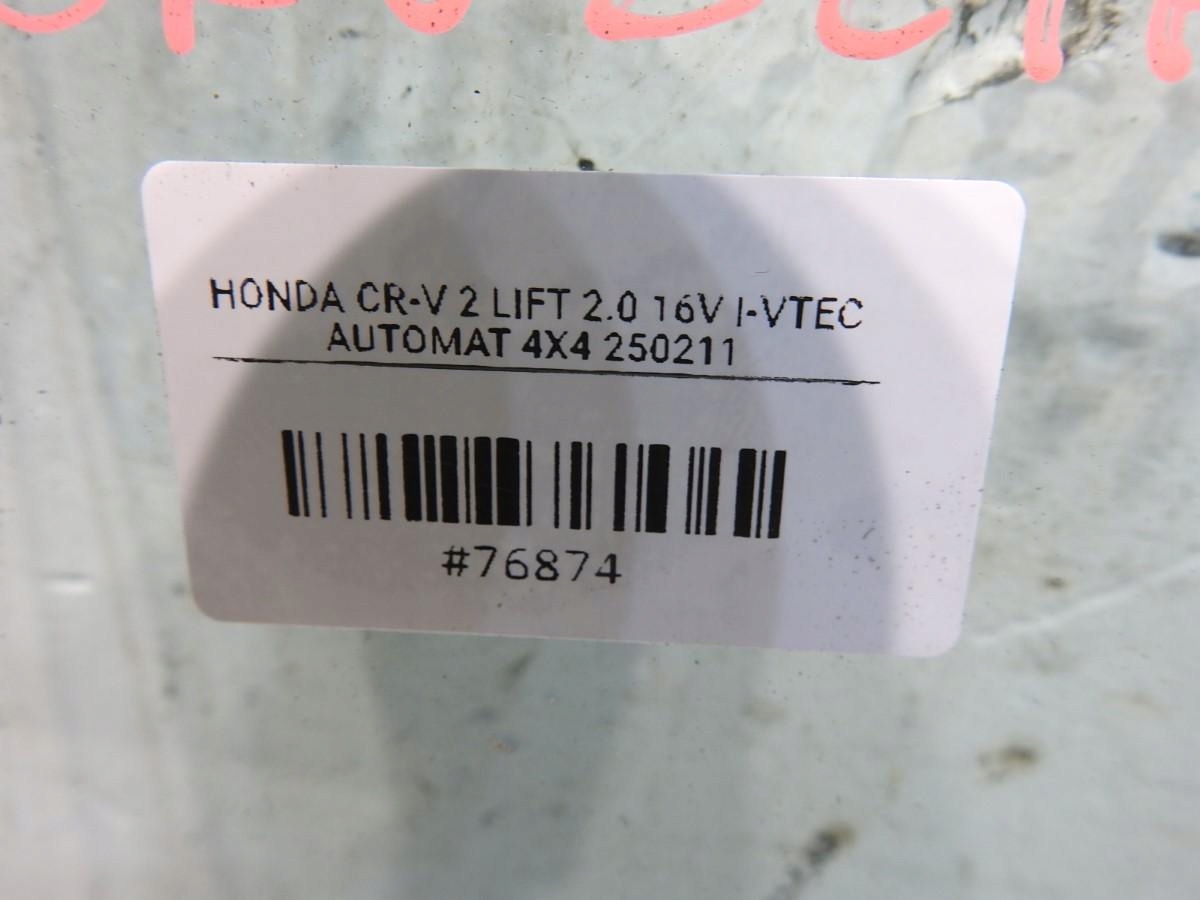 HONDA CR-V 2 LIFT 2.0 16V I-VTEC
AUTOMAT 4X4 250211
#76874